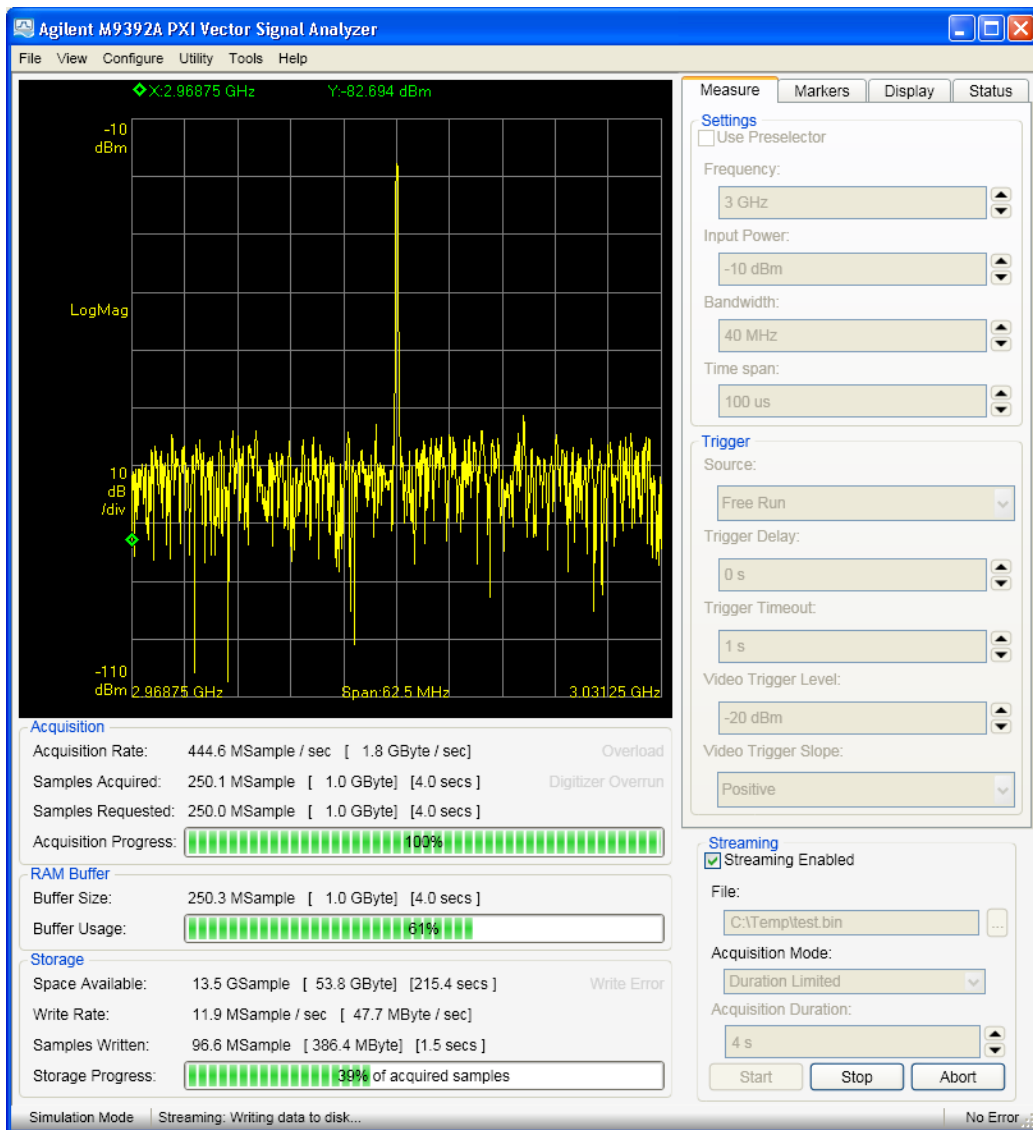 Agilent M9392A PXI Vector Signal Analyzer
File View Configure Utility Tools Help
X:2.96875 GHz Y:-82.694 dBm
-10
dBm
LogMag
10
dB
/div
-110
dBm 2.96875 GHz Span:62.5 MHz 3.03125 GHz
Measure Markers Display Status
Settings
Use Preselector
Frequency:
3 GHz
Input Power:
-10 dBm
Bandwidth:
40 MHz
Time span:
100 us
Trigger
Source:
Free Run
Trigger Delay:
0 s
Trigger Timeout:
1 s
Video Trigger Level:
-20 dBm
Video Trigger Slope:
Positive
Acquisition
Acquisition Rate: 444.6 MSample / sec [ 1.8 GByte / sec] Overload
Samples Acquired: 250.1 MSample [ 1.0 GByte] [4.0 secs ] Digitizer Overrun
Samples Requested: 250.0 MSample [ 1.0 GByte] [4.0 secs ]
Acquisition Progress: 100%
RAM Buffer
Buffer Size: 250.3 MSample [ 1.0 GByte] [4.0 secs ]
Buffer Usage: 61%
Storage
Space Available: 13.5 GSample [ 53.8 GByte] [215.4 secs ] Write Error
Write Rate: 11.9 MSample / sec [ 47.7 MByte / sec]
Samples Written: 96.6 MSample [ 386.4 MByte] [1.5 secs ]
Storage Progress: 39% of acquired samples
Streaming
Streaming Enabled
File:
C:\Temp\test.bin ...
Acquisition Mode:
Duration Limited
Acquisition Duration:
4 s
Start Stop Abort
Simulation Mode Streaming: Writing data to disk... No Error